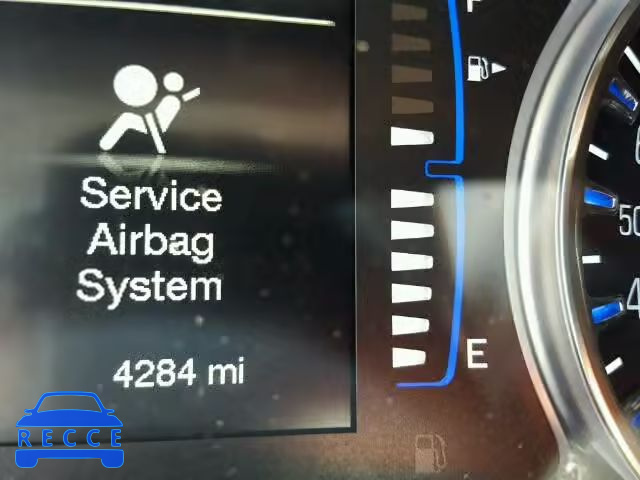 F
Service
Airbag
System
4284 mi
E
RECCE